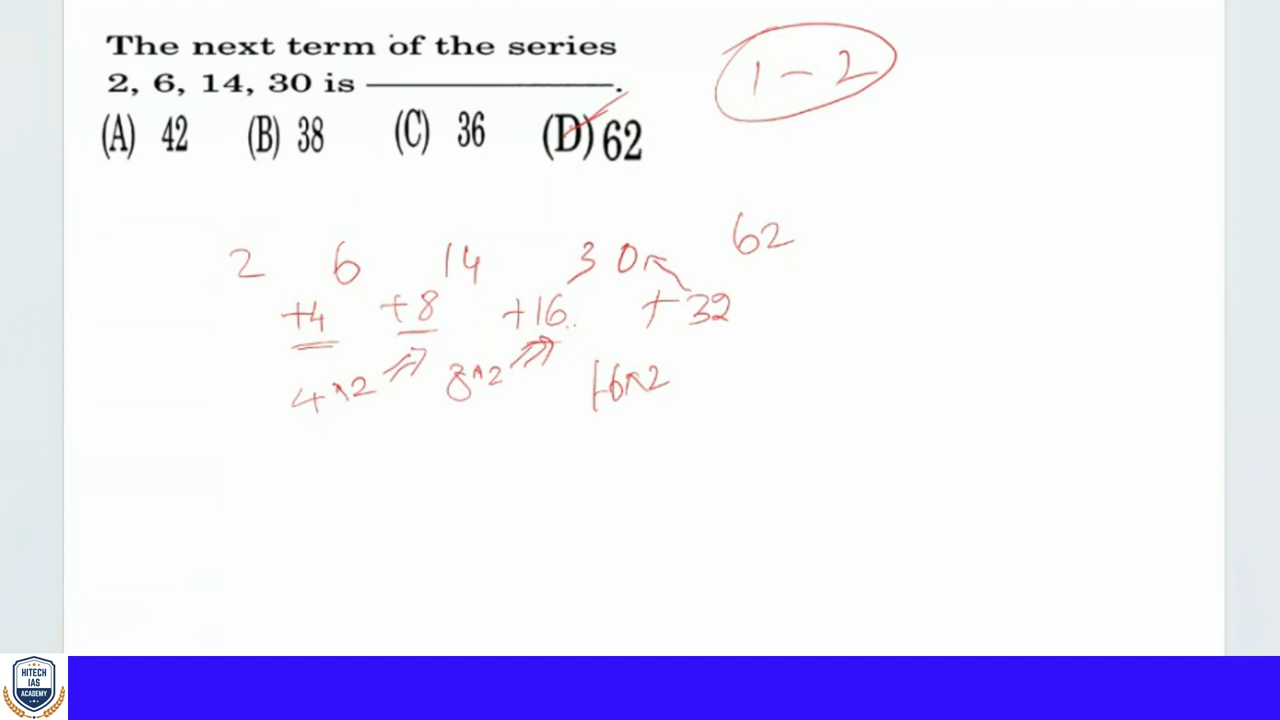 The next term of the series
2, 6, 14, 30 is ______.
(A) 42 (B) 38 (C) 36 (D) 62
1 - 2
2 6 14 30 62
+4 +8 +16 +32
4×2 8×2 16×2
HITECH
IAS
ACADEMY